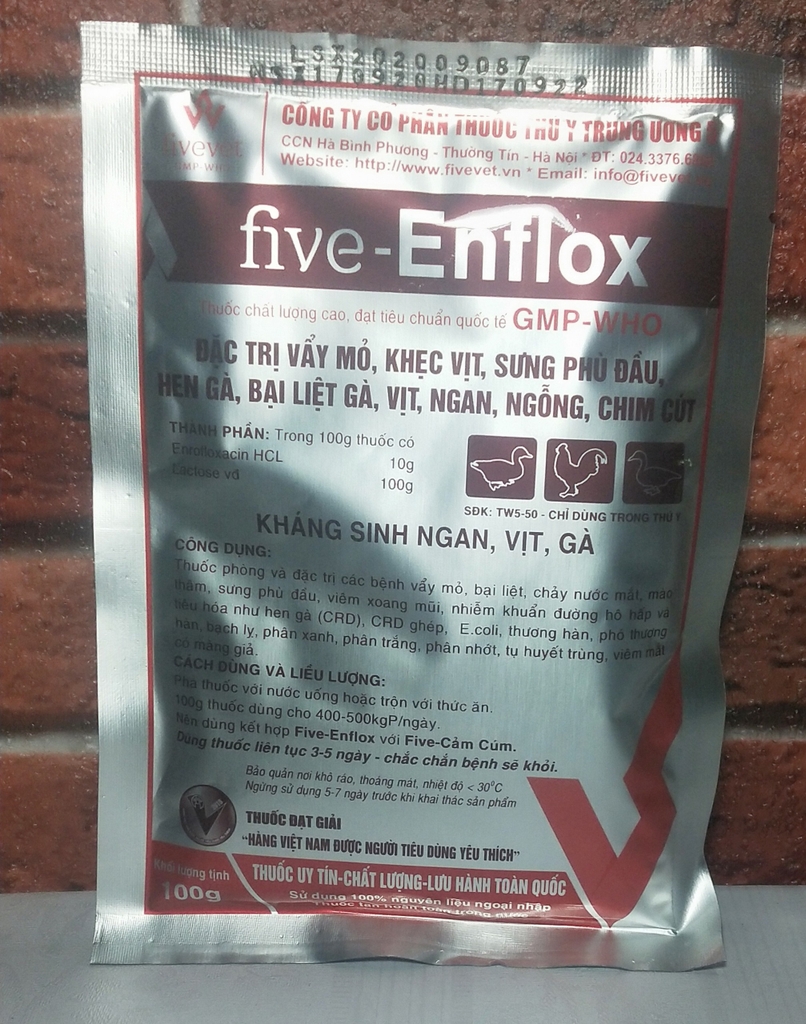 LSX202009087
NSX170920HD170922
fivevet
GMP-WHO
CÔNG TY CỔ PHẦN THUỐC THÚ Y TRUNG ƯƠNG
CCN Hà Bình Phương - Thường Tín - Hà Nội * ĐT: 024.3376.6
Website: http://www.fivevet.vn * Email: info@fivevet
five-Enflox
Thuốc chất lượng cao, đạt tiêu chuẩn quốc tế GMP-WHO
ĐẶC TRỊ VẨY MỎ, KHẸC VỊT, SƯNG PHÙ ĐẦU,
HEN GÀ, BẠI LIỆT GÀ, VỊT, NGAN, NGỖNG, CHIM CÚT
THÀNH PHẦN: Trong 100g thuốc có
Enrofloxacin HCL 10g
Lactose vđ 100g
SĐK: TW5-50 - CHỈ DÙNG TRONG THÚ Y
KHÁNG SINH NGAN, VỊT, GÀ
CÔNG DỤNG:
Thuốc phòng và đặc trị các bệnh vẩy mỏ, bại liệt, chảy nước mắt, mào
thâm, sưng phù đầu, viêm xoang mũi, nhiễm khuẩn đường hô hấp và
tiêu hóa như hen gà (CRD), CRD ghép, E.coli, thương hàn, phó thương
hàn, bạch lỵ, phân xanh, phân trắng, phân nhớt, tụ huyết trùng, viêm mắt
có màng giả.
CÁCH DÙNG VÀ LIỀU LƯỢNG:
Pha thuốc với nước uống hoặc trộn với thức ăn.
100g thuốc dùng cho 400-500kgP/ngày.
Nên dùng kết hợp Five-Enflox với Five-Cảm Cúm.
Dùng thuốc liên tục 3-5 ngày - chắc chắn bệnh sẽ khỏi.
Bảo quản nơi khô ráo, thoáng mát, nhiệt độ < 30°C
Ngừng sử dụng 5-7 ngày trước khi khai thác sản phẩm
THUỐC ĐẠT GIẢI
"HÀNG VIỆT NAM ĐƯỢC NGƯỜI TIÊU DÙNG YÊU THÍCH"
Khối lượng tịnh
100g
THUỐC UY TÍN-CHẤT LƯỢNG-LƯU HÀNH TOÀN QUỐC
Sử dụng 100% nguyên liệu ngoại nhập
Thuốc tan hoàn toàn trong nước